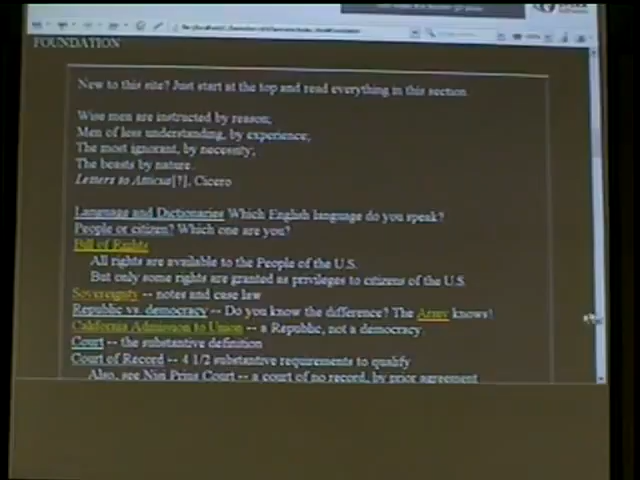 FOUNDATION
New to this site? Just start at the top and read everything in this section.
Wise men are instructed by reason;
Men of less understanding, by experience;
The most ignorant, by necessity;
The beasts by nature.
Letters to Atticus[?], Cicero
Language and Dictionaries Which English language do you speak?
People or citizen? Which one are you?
Bill of Rights
All rights are available to the People of the U.S.
But only some rights are granted as privileges to citizens of the U.S.
Sovereignty -- notes and case law
Republic vs. democracy -- Do you know the difference? The Army knows!
California Admission to Union -- a Republic, not a democracy
Court -- the substantive definition
Court of Record -- 4 1/2 substantive requirements to qualify
Also, see Nisi Prius Court -- a court of no record, by prior agreement